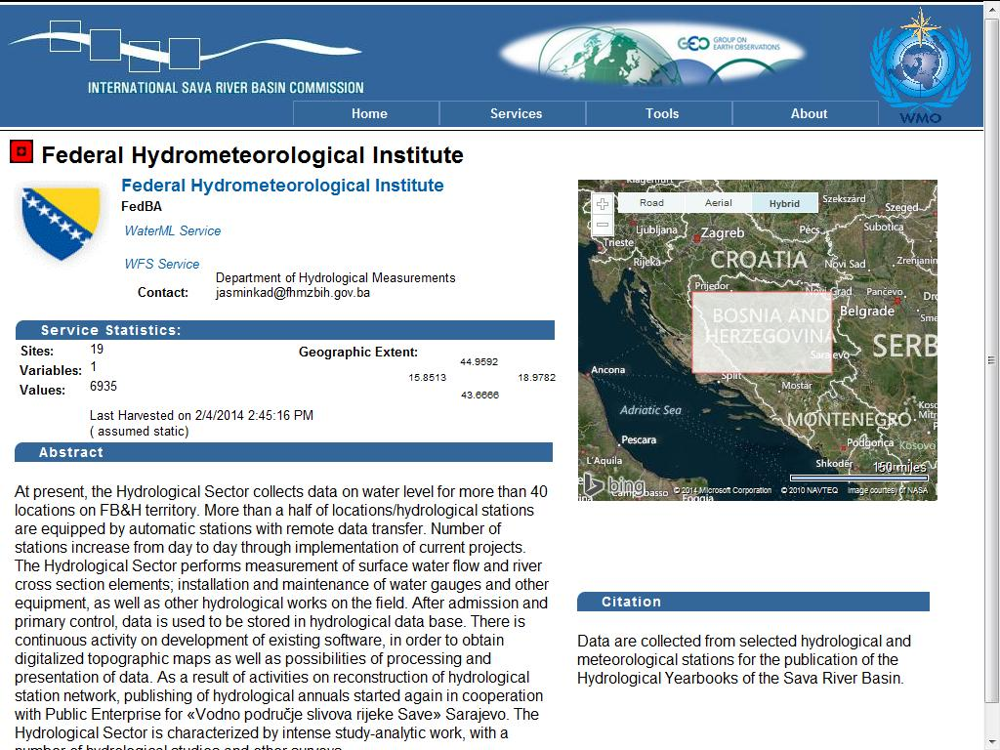 INTERNATIONAL SAVA RIVER BASIN COMMISSION
GEO GROUP ON
EARTH OBSERVATIONS
WMO
Home Services Tools About
Federal Hydrometeorological Institute
Federal Hydrometeorological Institute
FedBA
WaterML Service
WFS Service
Department of Hydrological Measurements
Contact: jasminkad@fhmzbih.gov.ba
Service Statistics:
Sites: 19
Variables: 1
Values: 6935
Geographic Extent:
44.9592
15.8513 18.9782
43.6666
Last Harvested on 2/4/2014 2:45:16 PM
( assumed static)
Abstract
At present, the Hydrological Sector collects data on water level for more than 40
locations on FB&H territory. More than a half of locations/hydrological stations
are equipped by automatic stations with remote data transfer. Number of
stations increase from day to day through implementation of current projects.
The Hydrological Sector performs measurement of surface water flow and river
cross section elements; installation and maintenance of water gauges and other
equipment, as well as other hydrological works on the field. After admission and
primary control, data is used to be stored in hydrological data base. There is
continuous activity on development of existing software, in order to obtain
digitalized topographic maps as well as possibilities of processing and
presentation of data. As a result of activities on reconstruction of hydrological
station network, publishing of hydrological annuals started again in cooperation
with Public Enterprise for «Vodno područje slivova rijeke Save» Sarajevo. The
Hydrological Sector is characterized by intense study-analytic work, with a
number of hydrological studies and other surveys.
Klagenfurt
Road Aerial Hybrid
Szekszárd
Szeged
Ljubljana
Zagreb
Pécs
Subotica
Trieste
Rijeka
CROATIA
Novi Sad
Zrenjanin
Prijedor
Novi Grad
Pančevo
BOSNIA AND
HERZEGOVINA
Belgrade
Sme
SERB
Sarajevo
Ancona
Split
Mostar
Adriatic Sea
MONTENEGRO
Kosc
Mitr
Pescara
Podgorica
Kosovo
L'Aquila
Shkodër
150 miles
bing
Campobasso
Foggia
© 2014 Microsoft Corporation © 2010 NAVTEQ Image courtesy of NASA
Citation
Data are collected from selected hydrological and
meteorological stations for the publication of the
Hydrological Yearbooks of the Sava River Basin.